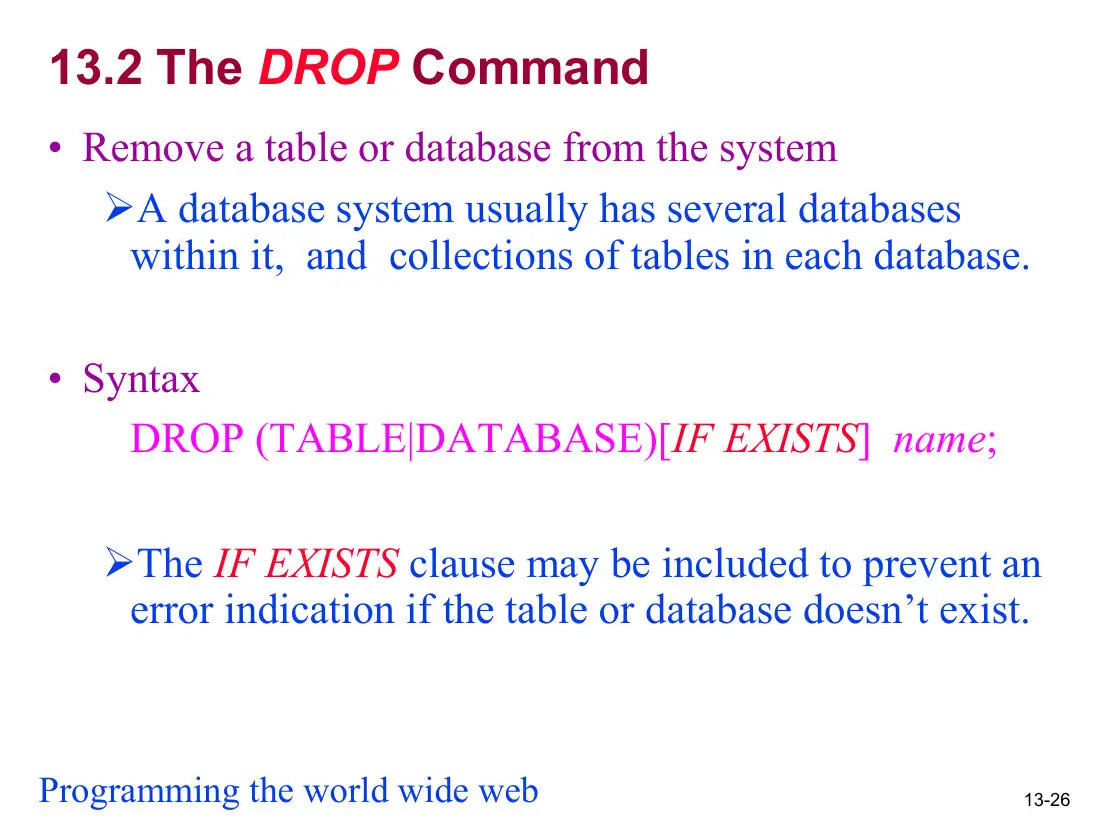 13.2 The DROP Command
• Remove a table or database from the system
➢A database system usually has several databases
within it,  and  collections of tables in each database.
• Syntax
DROP (TABLE|DATABASE)[IF EXISTS]  name;
➢The IF EXISTS clause may be included to prevent an
error indication if the table or database doesn’t exist.
Programming the world wide web
13-26